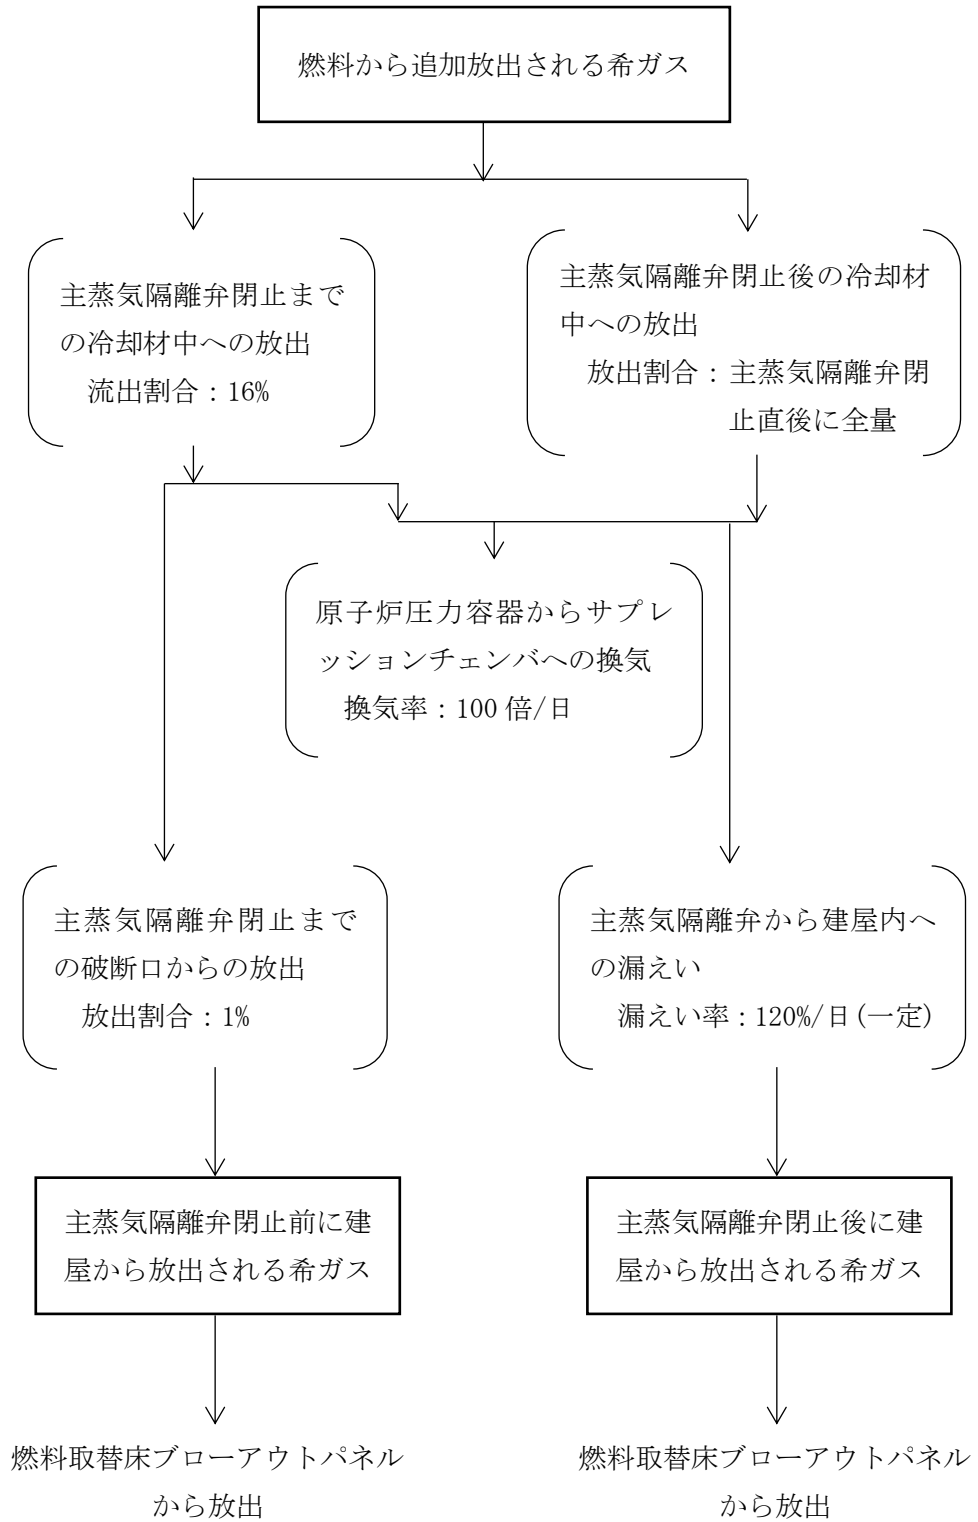 燃料から追加放出される希ガス
主蒸気隔離弁閉止まで
の冷却材中への放出
流出割合：16%
主蒸気隔離弁閉止後の冷却材
中への放出
放出割合：主蒸気隔離弁閉
止直後に全量
原子炉圧力容器からサプレ
ッションチェンバへの換気
換気率：100 倍/日
主蒸気隔離弁閉止まで
の破断口からの放出
放出割合：1%
主蒸気隔離弁から建屋内へ
の漏えい
漏えい率：120%/日(一定)
主蒸気隔離弁閉止前に建
屋から放出される希ガス
主蒸気隔離弁閉止後に建
屋から放出される希ガス
燃料取替床ブローアウトパネル
から放出
燃料取替床ブローアウトパネル
から放出